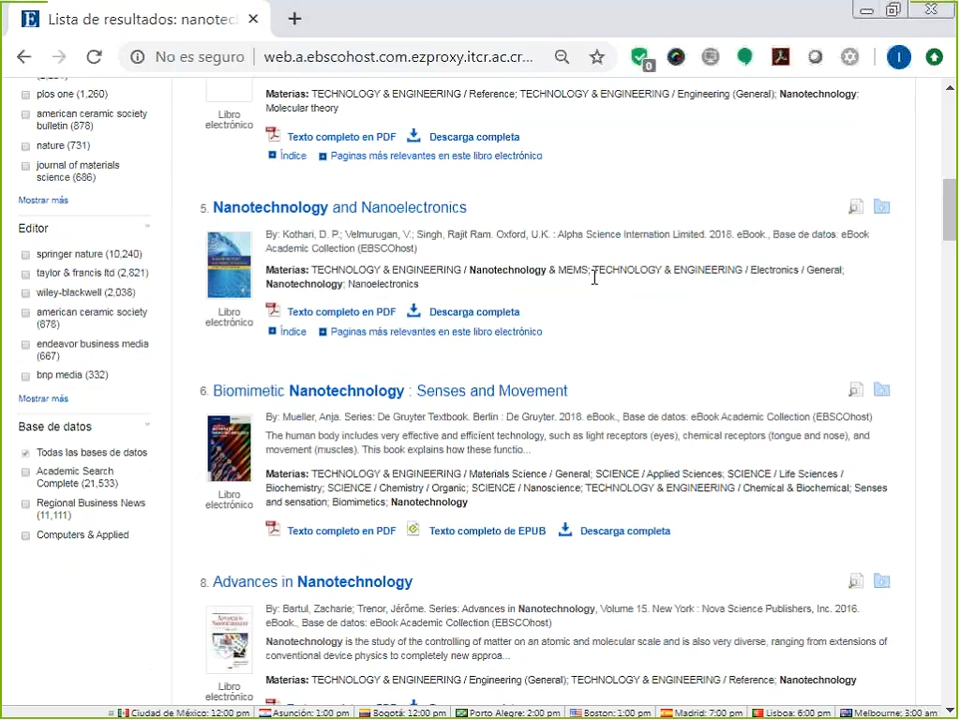 Lista de resultados: nanotec
No es seguro
web.a.ebscohost.com.ezproxy.itcr.ac.cr...
0
I
plos one (1,260)
american ceramic society
bulletin (878)
nature (731)
journal of materials
science (686)
Mostrar más
Editor
springer nature (10,240)
taylor & francis ltd (2,821)
wiley-blackwell (2,038)
american ceramic society
(878)
endeavor business media
(667)
bnp media (332)
Mostrar más
Base de datos
Todas las bases de datos
Academic Search
Complete (21,533)
Regional Business News
(11,111)
Computers & Applied
Libro
electrónico
Materias: TECHNOLOGY & ENGINEERING / Reference; TECHNOLOGY & ENGINEERING / Engineering (General); Nanotechnology;
Molecular theory
Texto completo en PDF Descarga completa
Índice Paginas más relevantes en este libro electrónico
5. Nanotechnology and Nanoelectronics
By: Kothari, D. P.; Velmurugan, V.; Singh, Rajit Ram. Oxford, U.K. : Alpha Science Internation Limited. 2018. eBook., Base de datos: eBook
Academic Collection (EBSCOhost)
Materias: TECHNOLOGY & ENGINEERING / Nanotechnology & MEMS; TECHNOLOGY & ENGINEERING / Electronics / General;
Nanotechnology; Nanoelectronics
Libro
electrónico
Texto completo en PDF Descarga completa
Índice Paginas más relevantes en este libro electrónico
6. Biomimetic Nanotechnology : Senses and Movement
By: Mueller, Anja. Series: De Gruyter Textbook. Berlin : De Gruyter. 2018. eBook., Base de datos: eBook Academic Collection (EBSCOhost)
The human body includes very effective and efficient technology, such as light receptors (eyes), chemical receptors (tongue and nose), and
movement (muscles). This book explains how these functio...
Materias: TECHNOLOGY & ENGINEERING / Materials Science / General; SCIENCE / Applied Sciences; SCIENCE / Life Sciences /
Biochemistry; SCIENCE / Chemistry / Organic; SCIENCE / Nanoscience; TECHNOLOGY & ENGINEERING / Chemical & Biochemical; Senses
and sensation; Biomimetics; Nanotechnology
Libro
electrónico
Texto completo en PDF Texto completo de EPUB Descarga completa
8. Advances in Nanotechnology
By: Bartul, Zacharie; Trenor, Jérôme. Series: Advances in Nanotechnology, Volume 15. New York : Nova Science Publishers, Inc. 2016.
eBook., Base de datos: eBook Academic Collection (EBSCOhost)
Nanotechnology is the study of the controlling of matter on an atomic and molecular scale and is also very diverse, ranging from extensions of
conventional device physics to completely new approa...
Materias: TECHNOLOGY & ENGINEERING / Engineering (General); TECHNOLOGY & ENGINEERING / Reference; Nanotechnology
Libro
electrónico
Ciudad de México: 12:00 pm Asunción: 1:00 pm Bogotá: 12:00 pm Porto Alegre: 2:00 pm Boston: 1:00 pm Madrid: 7:00 pm Lisboa: 6:00 pm Melbourne: 3:00 am